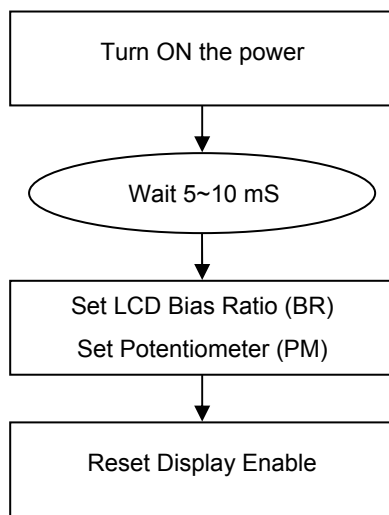 Turn ON the power
Wait 5~10 mS
Set LCD Bias Ratio (BR)
Set Potentiometer (PM)
Reset Display Enable